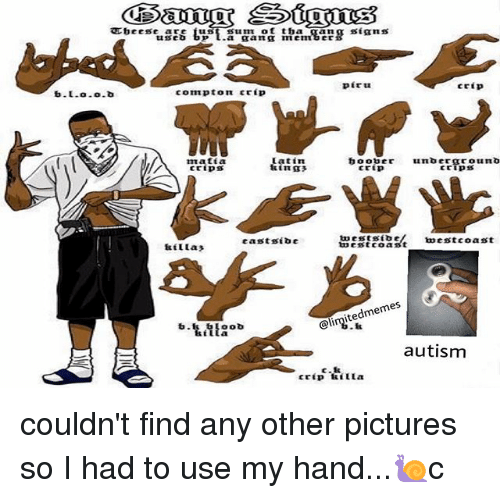 Gang Signs
Theese are just sum of tha gang signs
used by l.a gang members
b.l.o.o.d
compton crip
piru
crip
mafia
crips
Latin
kings
hoover
crip
underground
crips
killas
eastside
westside/
westcoast
westcoast
b.k blood
killa
@limitedmemes
b.k
autism
c.k
crip killa
couldn't find any other pictures
so I had to use my hand...🐌c